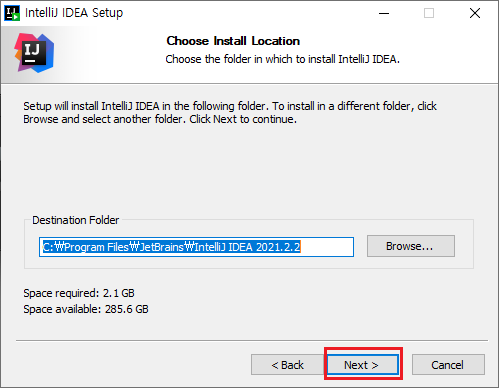 IntelliJ IDEA Setup
IJ
Choose Install Location
Choose the folder in which to install IntelliJ IDEA.
Setup will install IntelliJ IDEA in the following folder. To install in a different folder, click
Browse and select another folder. Click Next to continue.
Destination Folder
C:₩Program Files₩JetBrains₩IntelliJ IDEA 2021.2.2
Browse...
Space required: 2.1 GB
Space available: 285.6 GB
< Back
Next >
Cancel